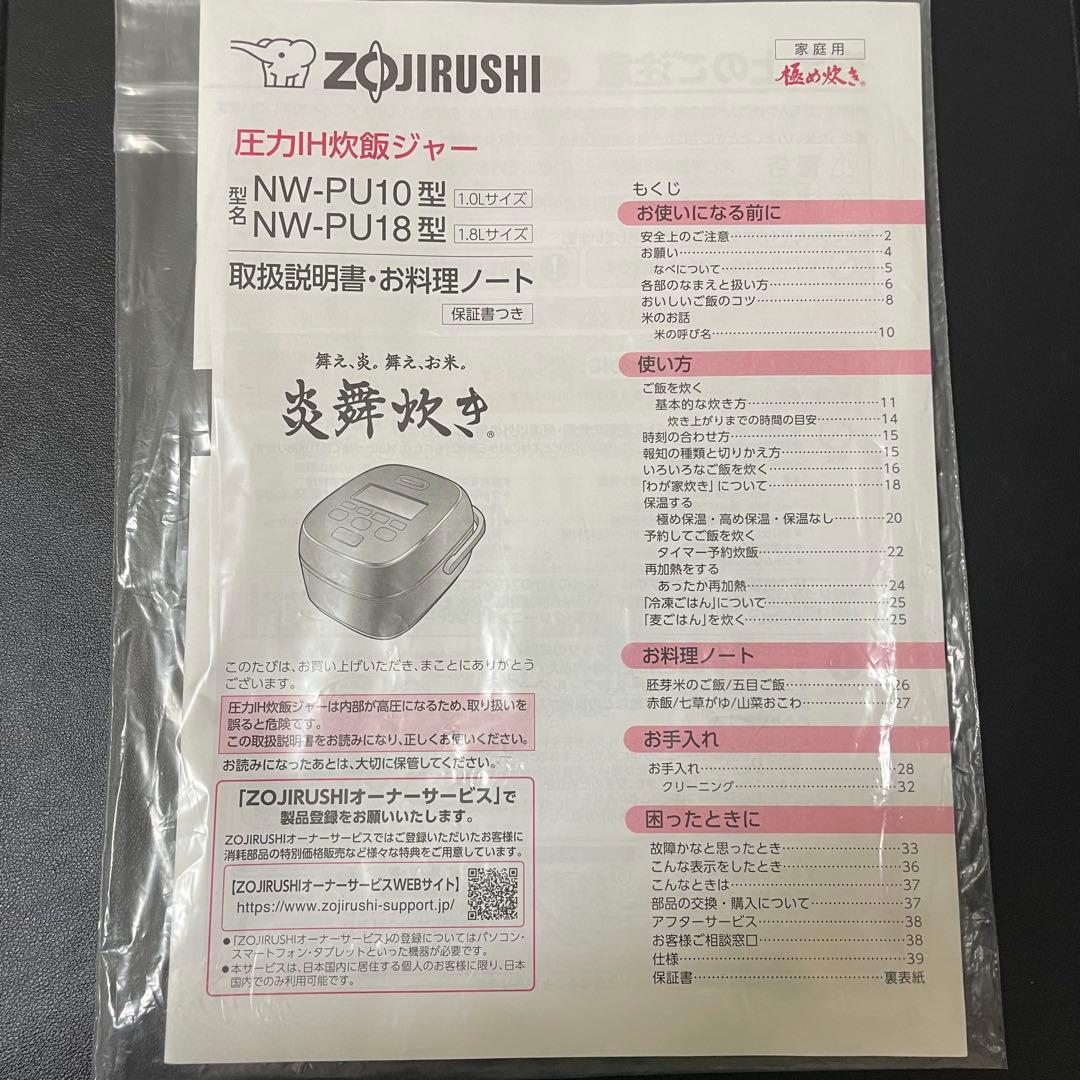 ZOJIRUSHI
家庭用
極め炊き®
圧力IH炊飯ジャー
型名 NW-PU10型 1.0Lサイズ
NW-PU18型 1.8Lサイズ
取扱説明書・お料理ノート
保証書つき
舞え、炎。舞え、お米。
炎舞炊き®
このたびは、お買い上げいただき、まことにありがとう
ございます。
圧力IH炊飯ジャーは内部が高圧になるため、取り扱いを
誤ると危険です。
この取扱説明書をお読みになり、正しくお使いください。
お読みになったあとは、大切に保管してください。
「ZOJIRUSHIオーナーサービス」で
製品登録をお願いいたします。
ZOJIRUSHIオーナーサービスではご登録いただいたお客様に
消耗部品の特別価格販売など様々な特典をご用意しています。
【ZOJIRUSHIオーナーサービスWEBサイト】
https://www.zojirushi-support.jp/
●「ZOJIRUSHIオーナーサービス」の登録についてはパソコン・
スマートフォン・タブレットといった機器が必要です。
●本サービスは、日本国内に居住する個人のお客様に限り、日本
国内でのみ利用可能です。
もくじ
お使いになる前に
安全上のご注意……2
お願い……4
なべについて……5
各部のなまえと扱い方……6
おいしいご飯のコツ……8
米のお話
米の呼び名……10
使い方
ご飯を炊く
基本的な炊き方……11
炊き上がりまでの時間の目安……14
時刻の合わせ方……15
報知の種類と切りかえ方……15
いろいろなご飯を炊く……16
「わが家炊き」について……18
保温する
極め保温・高め保温・保温なし……20
予約してご飯を炊く
タイマー予約炊飯……22
再加熱をする
あったか再加熱……24
「冷凍ごはん」について……25
「麦ごはん」を炊く……25
お料理ノート
胚芽米のご飯/五目ご飯……26
赤飯/七草がゆ/山菜おこわ……27
お手入れ
お手入れ……28
クリーニング……32
困ったときに
故障かなと思ったとき……33
こんな表示をしたとき……36
こんなときは……37
部品の交換・購入について……37
アフターサービス……38
お客様ご相談窓口……38
仕様……39
保証書……裏表紙